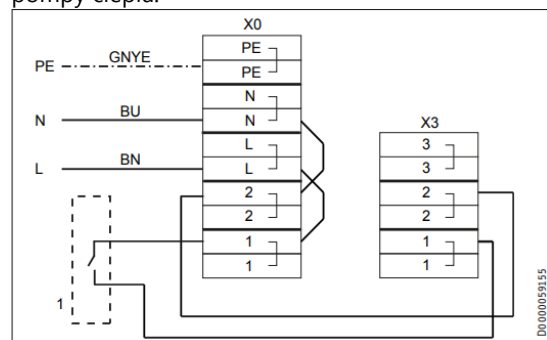 pompy ciepła.
X0
PE
PE GNYE PE
N
N BU N X3
L 3
L BN L 3
2 2
2 2
1 1
1 1
1
D0000059155